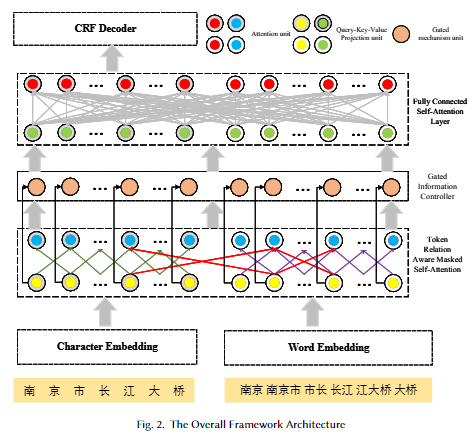 CRF Decoder
Attention unit
Query-Key-Value
Projection unit
Gated
mechanism unit
Fully Connected
Self-Attention
Layer
Gated
Information
Controller
Token
Relation
Aware Masked
Self-Attention
Character Embedding
Word Embedding
南 京 市 长 江 大 桥
南京 南京市 市长 长江 江大桥 大桥
Fig. 2. The Overall Framework Architecture